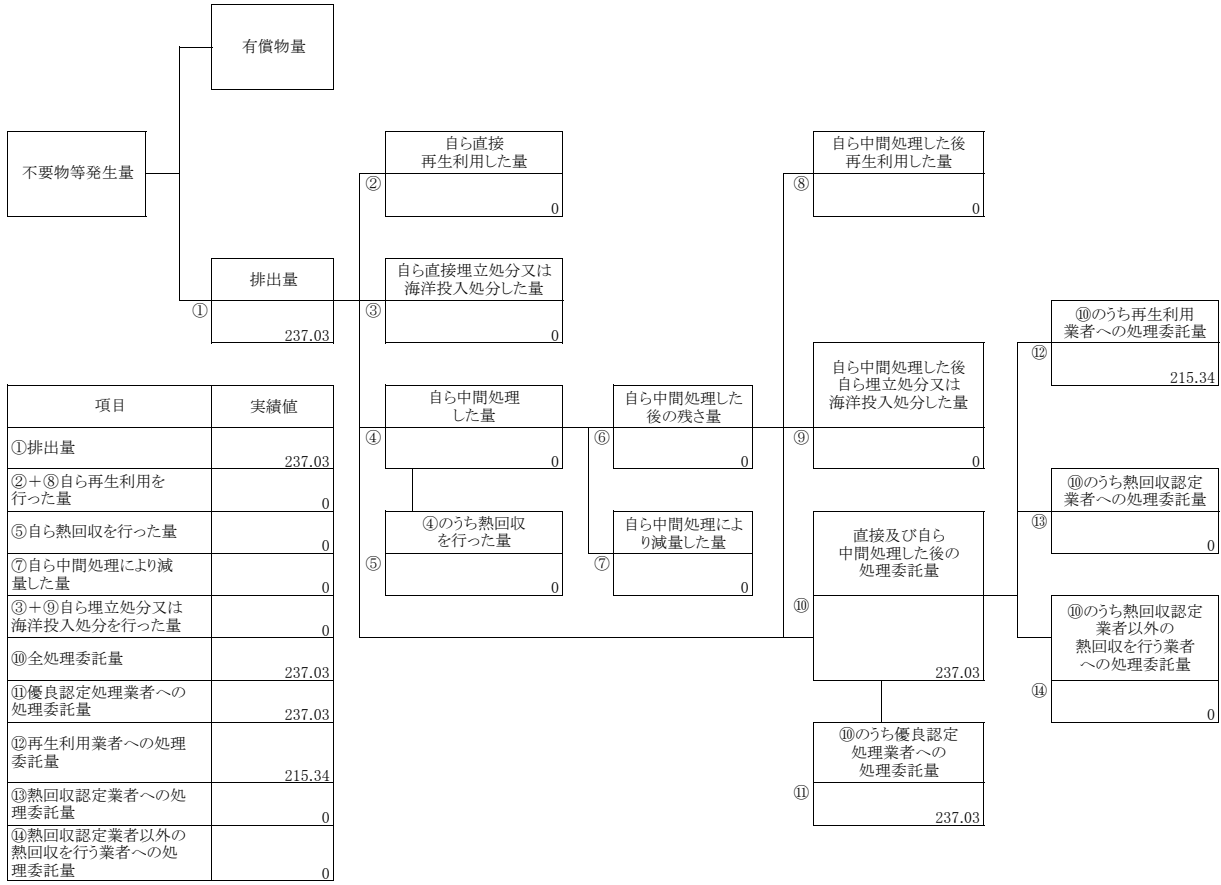 有償物量
不要物等発生量
自ら直接
再生利用した量
②
0
自ら中間処理した後
再生利用した量
⑧
0
排出量
①
237.03
自ら直接埋立処分又は
海洋投入処分した量
③
0
⑩のうち再生利用
業者への処理委託量
⑫
215.34
自ら中間処理した後
自ら埋立処分又は
海洋投入処分した量
⑨
0
自ら中間処理
した量
④
0
自ら中間処理した
後の残さ量
⑥
0
⑩のうち熱回収認定
業者への処理委託量
⑬
0
④のうち熱回収
を行った量
⑤
0
自ら中間処理によ
り減量した量
⑦
0
直接及び自ら
中間処理した後の
処理委託量
⑩
237.03
⑩のうち熱回収認定
業者以外の
熱回収を行う業者
への処理委託量
⑭
0
⑩のうち優良認定
処理業者への
処理委託量
⑪
237.03
項目 実績値
①排出量
237.03
②+⑧自ら再生利用を
行った量
0
⑤自ら熱回収を行った量
0
⑦自ら中間処理により減
量した量
0
③+⑨自ら埋立処分又は
海洋投入処分を行った量
0
⑩全処理委託量
237.03
⑪優良認定処理業者への
処理委託量
237.03
⑫再生利用業者への処理
委託量
215.34
⑬熱回収認定業者への処
理委託量
0
⑭熱回収認定業者以外の
熱回収を行う業者への処
理委託量
0